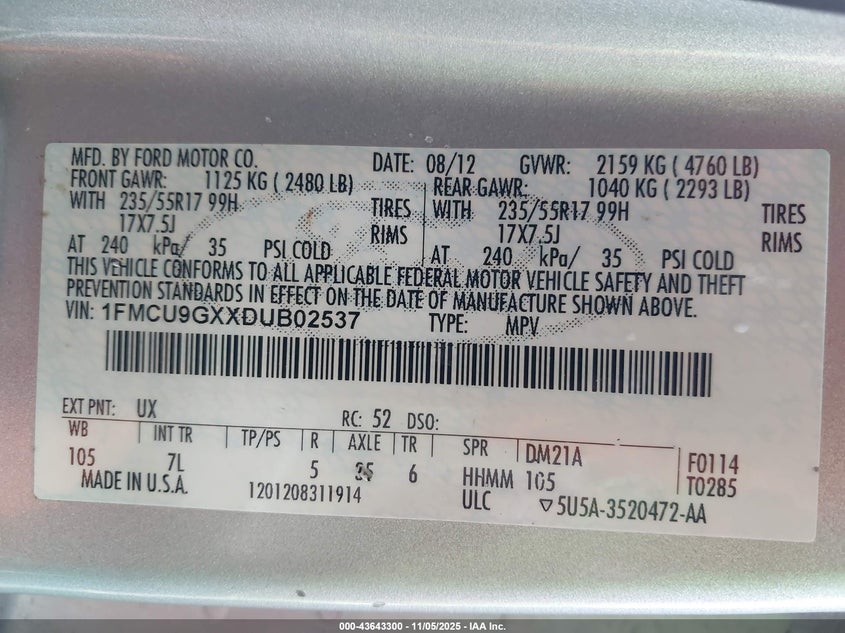 MFD. BY FORD MOTOR CO. DATE: 08/12 GVWR: 2159 KG ( 4760 LB)
FRONT GAWR: 1125 KG ( 2480 LB) REAR GAWR: 1040 KG ( 2293 LB)
WITH 235/55R17 99H TIRES WITH 235/55R17 99H TIRES
17X7.5J RIMS 17X7.5J RIMS
AT 240 kPa/ 35 PSI COLD AT 240 kPa/ 35 PSI COLD
THIS VEHICLE CONFORMS TO ALL APPLICABLE FEDERAL MOTOR VEHICLE SAFETY AND THEFT
PREVENTION STANDARDS IN EFFECT ON THE DATE OF MANUFACTURE SHOWN ABOVE.
VIN: 1FMCU9GXXDUB02537 TYPE: MPV
EXT PNT: UX RC: 52 DSO:
WB INT TR TP/PS R AXLE TR SPR DM21A F0114
105 7L 5 6 HHMM 105 T0285
MADE IN U.S.A. 1201208311914 ULC ▽5U5A-3520472-AA
000-43643300 - 11/05/2025 - IAA Inc.